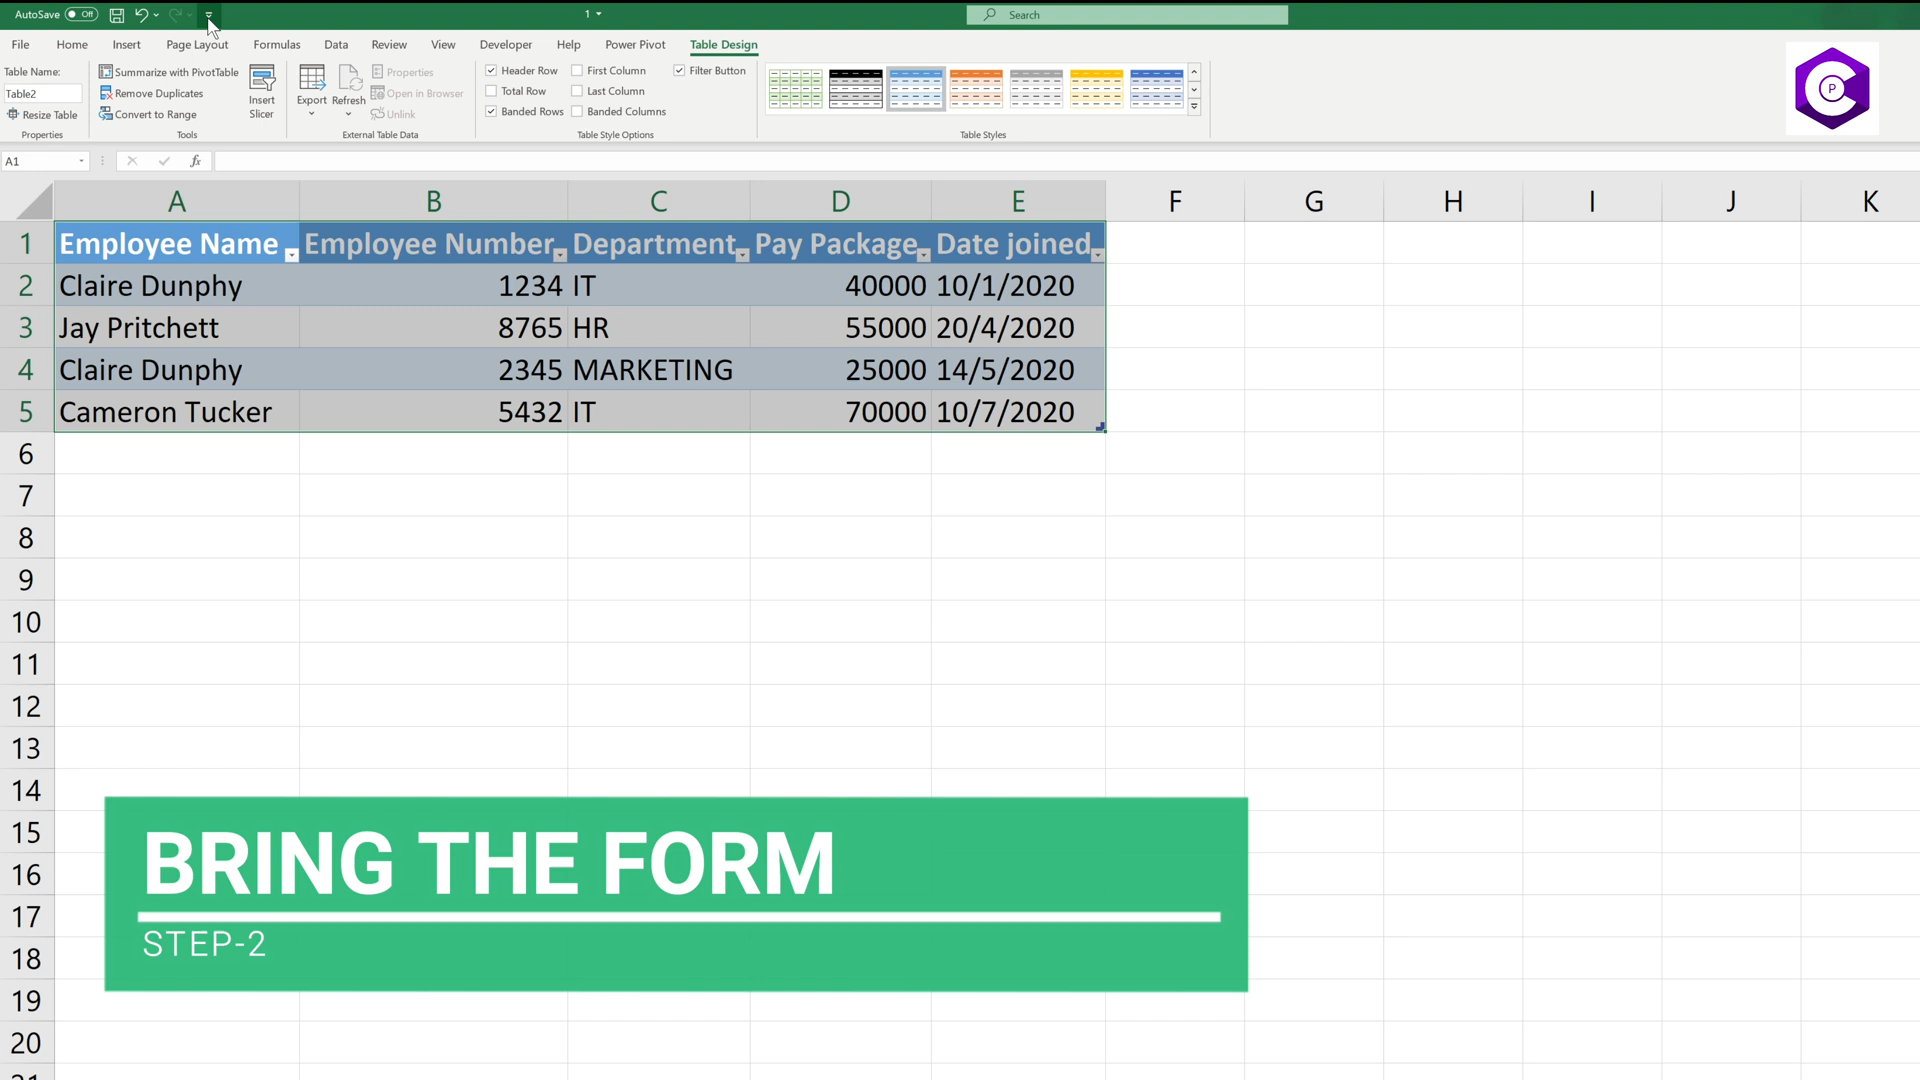 AutoSave Off 1 Search
File Home Insert Page Layout Formulas Data Review View Developer Help Power Pivot Table Design
Table Name:
Table2
Resize Table
Properties
Summarize with PivotTable
Remove Duplicates
Convert to Range
Tools
Insert
Slicer
Export
Refresh
Properties
Open in Browser
Unlink
External Table Data
Header Row First Column Filter Button
Total Row Last Column
Banded Rows Banded Columns
Table Style Options
Table Styles
CP
A1 fx
A B C D E F G H I J K
1 Employee Name Employee Number Department Pay Package Date joined
2 Claire Dunphy 1234 IT 40000 10/1/2020
3 Jay Pritchett 8765 HR 55000 20/4/2020
4 Claire Dunphy 2345 MARKETING 25000 14/5/2020
5 Cameron Tucker 5432 IT 70000 10/7/2020
6
7
8
9
10
11
12
13
14
15
16
17
18
19
20
21
BRING THE FORM
STEP-2